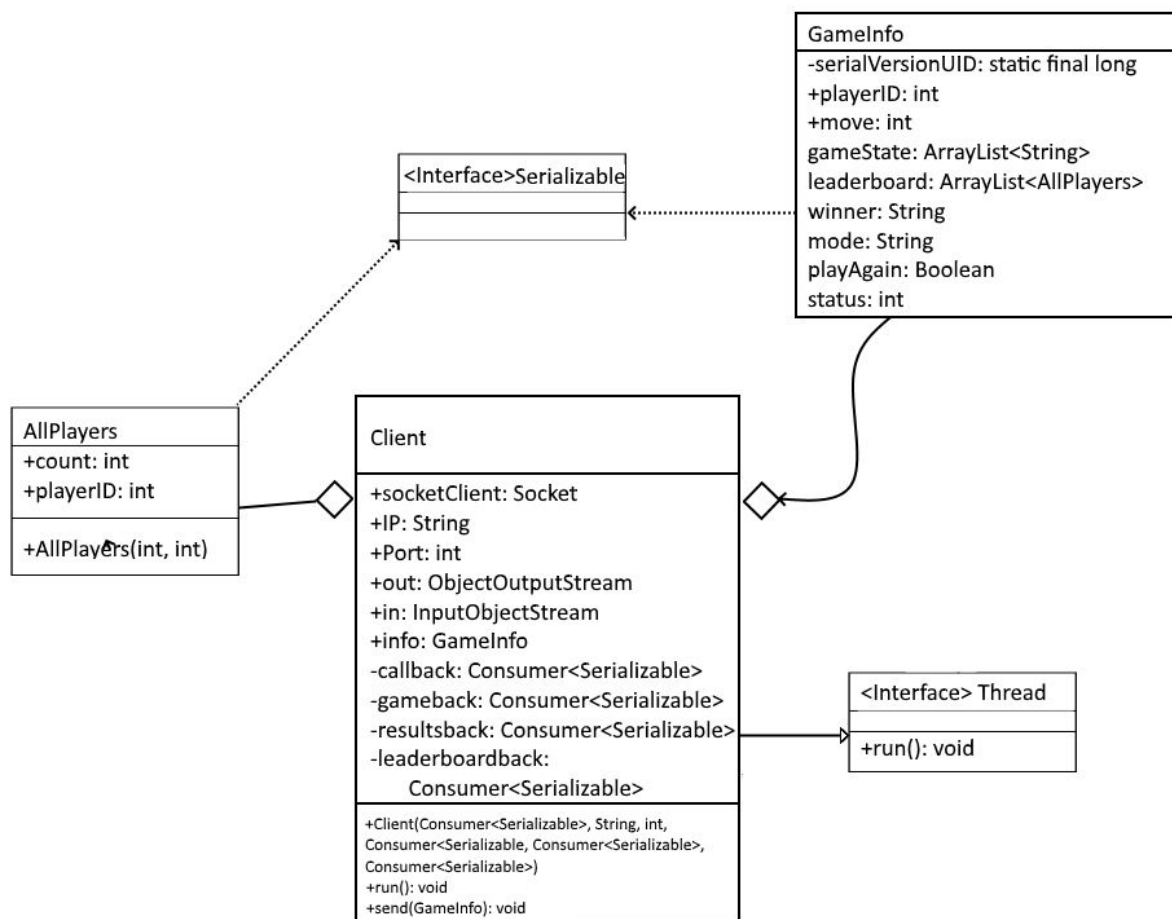 GameInfo
-serialVersionUID: static final long
+playerID: int
+move: int
gameState: ArrayList<String>
leaderboard: ArrayList<AllPlayers>
winner: String
mode: String
playAgain: Boolean
status: int
<Interface>Serializable
AllPlayers
+count: int
+playerID: int
+AllPlayers(int, int)
Client
+socketClient: Socket
+IP: String
+Port: int
+out: ObjectOutputStream
+in: InputObjectStream
+info: GameInfo
-callback: Consumer<Serializable>
-gameback: Consumer<Serializable>
-resultsback: Consumer<Serializable>
-leaderboardback:
Consumer<Serializable>
+Client(Consumer<Serializable>, String, int,
Consumer<Serializable, Consumer<Serializable>,
Consumer<Serializable>)
+run(): void
+send(GameInfo): void
<Interface> Thread
+run(): void